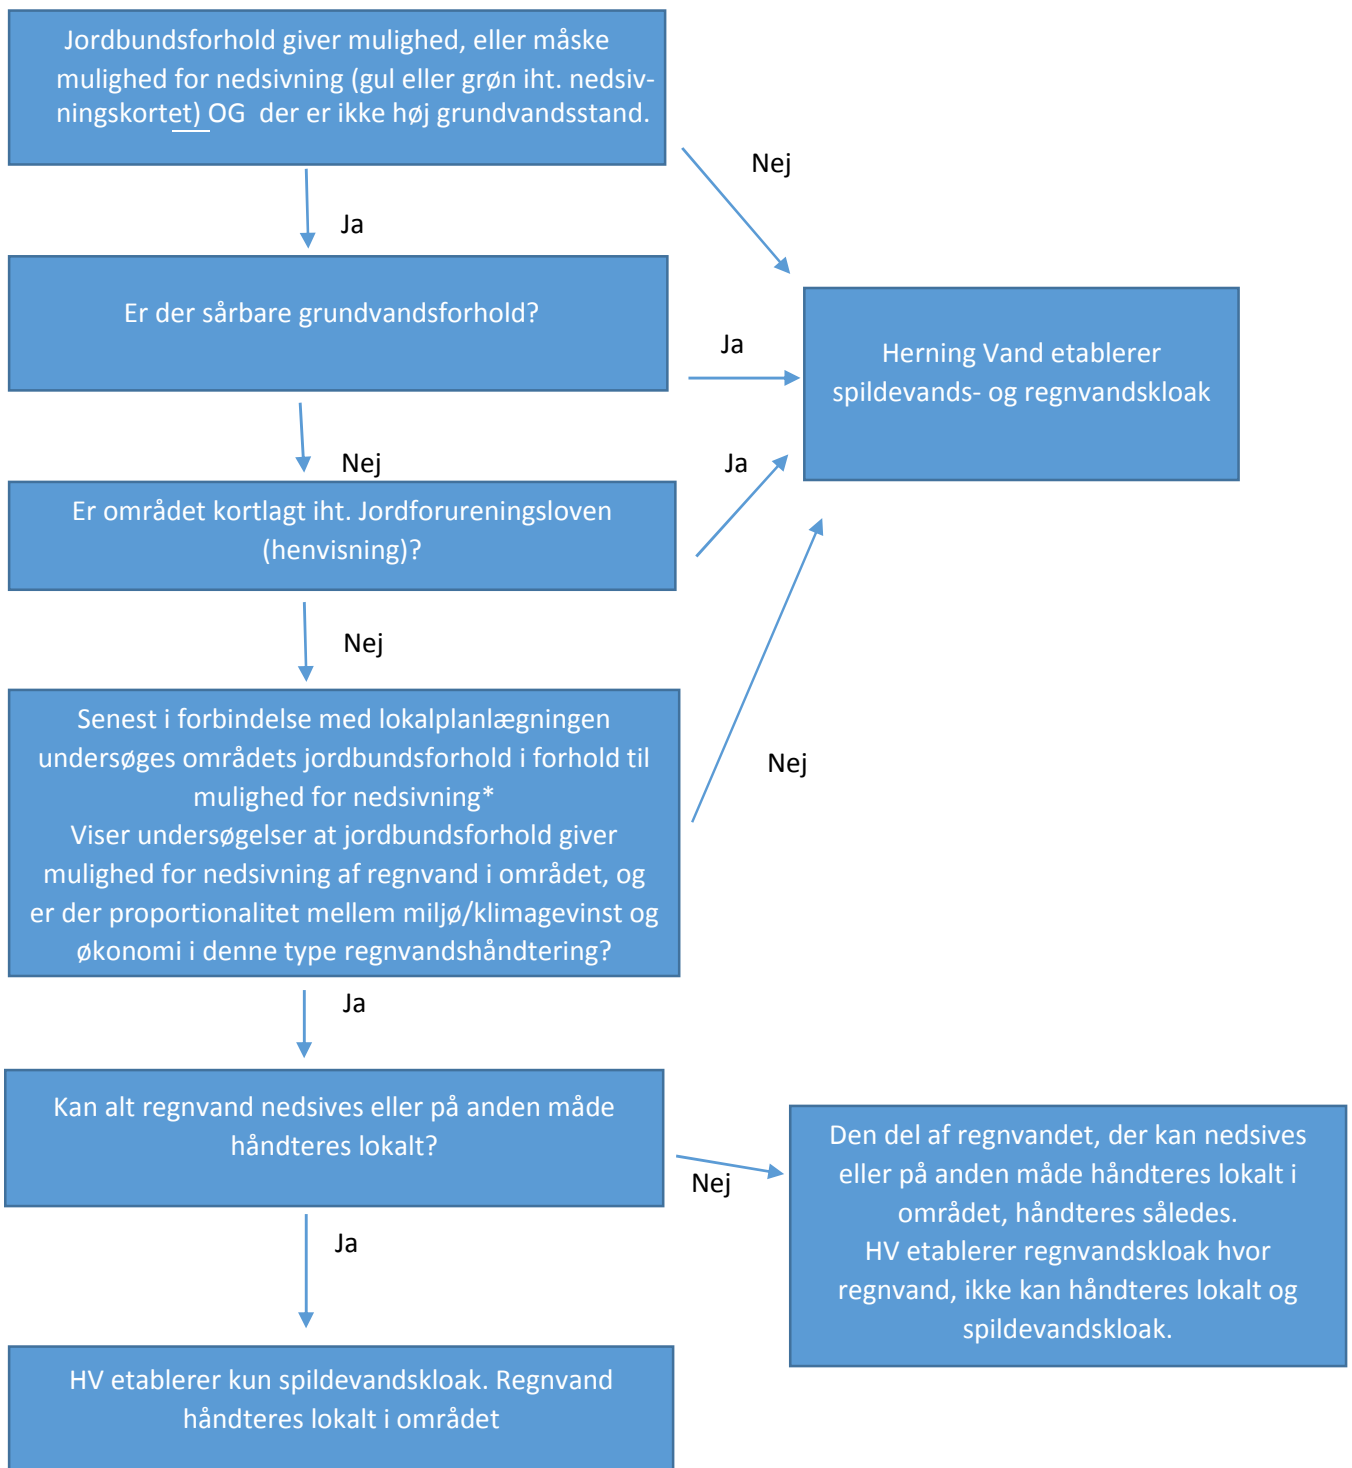 Jordbundsforhold giver mulighed, eller måske
mulighed for nedsivning (gul eller grøn iht. nedsiv-
ningskortet) OG der er ikke høj grundvandsstand.
Nej
Ja
Er der sårbare grundvandsforhold?
Ja
Herning Vand etablerer
spildevands- og regnvandskloak
Nej
Ja
Er området kortlagt iht. Jordforureningsloven
(henvisning)?
Nej
Senest i forbindelse med lokalplanlægningen
undersøges områdets jordbundsforhold i forhold til
mulighed for nedsivning*
Viser undersøgelser at jordbundsforhold giver
mulighed for nedsivning af regnvand i området, og
er der proportionalitet mellem miljø/klimagevinst og
økonomi i denne type regnvandshåndtering?
Nej
Ja
Kan alt regnvand nedsives eller på anden måde
håndteres lokalt?
Nej
Den del af regnvandet, der kan nedsives
eller på anden måde håndteres lokalt i
området, håndteres således.
HV etablerer regnvandskloak hvor
regnvand, ikke kan håndteres lokalt og
spildevandskloak.
Ja
HV etablerer kun spildevandskloak. Regnvand
håndteres lokalt i området